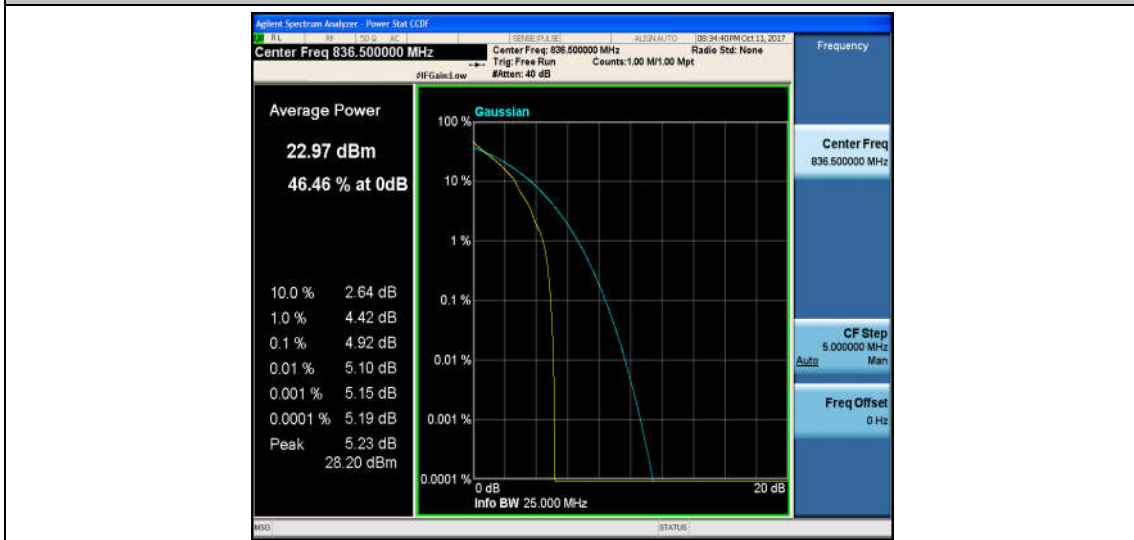 Agilent Spectrum Analyzer - Power Stat CCDF
RL RF 50 Ω AC SENSE:PULSE ALIGN AUTO 08:34:40 PM Oct 11, 2017
Center Freq 836.500000 MHz
Center Freq: 836.500000 MHz Radio Std: None
Trig: Free Run Counts:1.00 M/1.00 Mpt
#IFGain:Low #Atten: 40 dB
Frequency
Average Power
22.97 dBm
46.46 % at 0dB
10.0 % 2.64 dB
1.0 % 4.42 dB
0.1 % 4.92 dB
0.01 % 5.10 dB
0.001 % 5.15 dB
0.0001 % 5.19 dB
Peak 5.23 dB
28.20 dBm
Gaussian
100 %
10 %
1 %
0.1 %
0.01 %
0.001 %
0.0001 %
0 dB 20 dB
Info BW 25.000 MHz
Center Freq
836.500000 MHz
CF Step
5.000000 MHz
Auto Man
Freq Offset
0 Hz
MSG STATUS